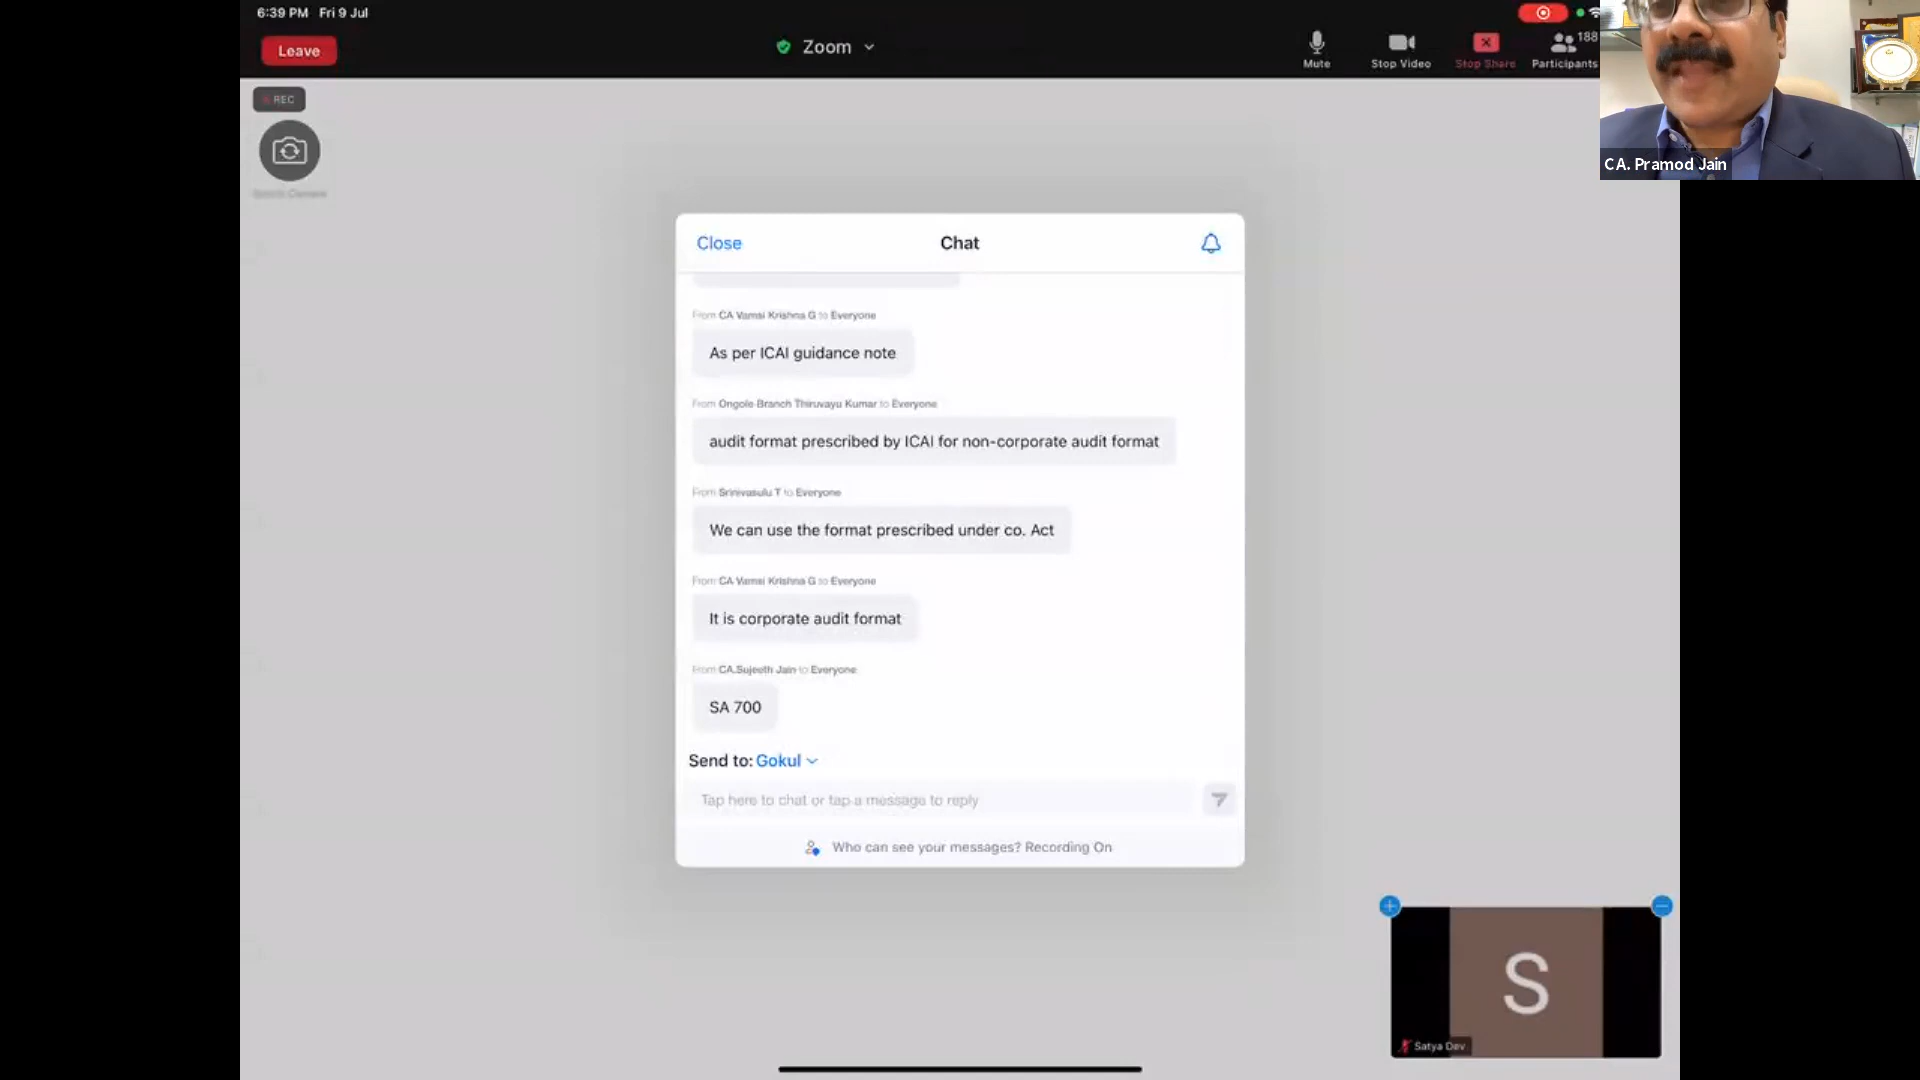 6:39 PM Fri 9 Jul
Leave
Zoom
Mute
Stop Video
Stop Share
188
Participants
REC
CA. Pramod Jain
Close
Chat
From CA Vamsi Krishna G to Everyone
As per ICAI guidance note
From Ongole Branch Thiruvayu Kumar to Everyone
audit format prescribed by ICAI for non-corporate audit format
From Srinivasulu T to Everyone
We can use the format prescribed under co. Act
From CA Vamsi Krishna G to Everyone
It is corporate audit format
From CA.Sujeeth Jain to Everyone
SA 700
Send to: Gokul
Tap here to chat or tap a message to reply
Who can see your messages? Recording On
S
Satya Dev